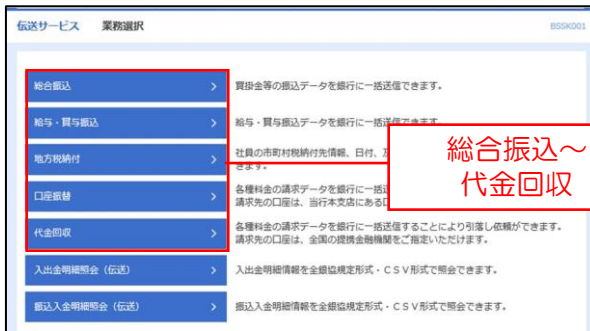 伝送サービス 業務選択 BSSK001
総合振込 買掛金等の振込データを銀行に一括送信できます。
給与・賞与振込 給与・賞与振込データを銀行に一括送信できます。
地方税納付 社員の市町村税納付先情報、日付、
きます。
口座振替 各種料金の請求データを銀行に一括
請求先の口座は、当行本支店にある
代金回収 各種料金の請求データを銀行に一括送信することにより引落し依頼ができます。
請求先の口座は、全国の提携金融機関をご指定いただけます。
入出金明細照会（伝送） 入出金明細情報を全銀協規定形式・ＣＳＶ形式で照会できます。
振込入金明細照会（伝送） 振込入金明細情報を全銀協規定形式・ＣＳＶ形式で照会できます。
総合振込～
代金回収